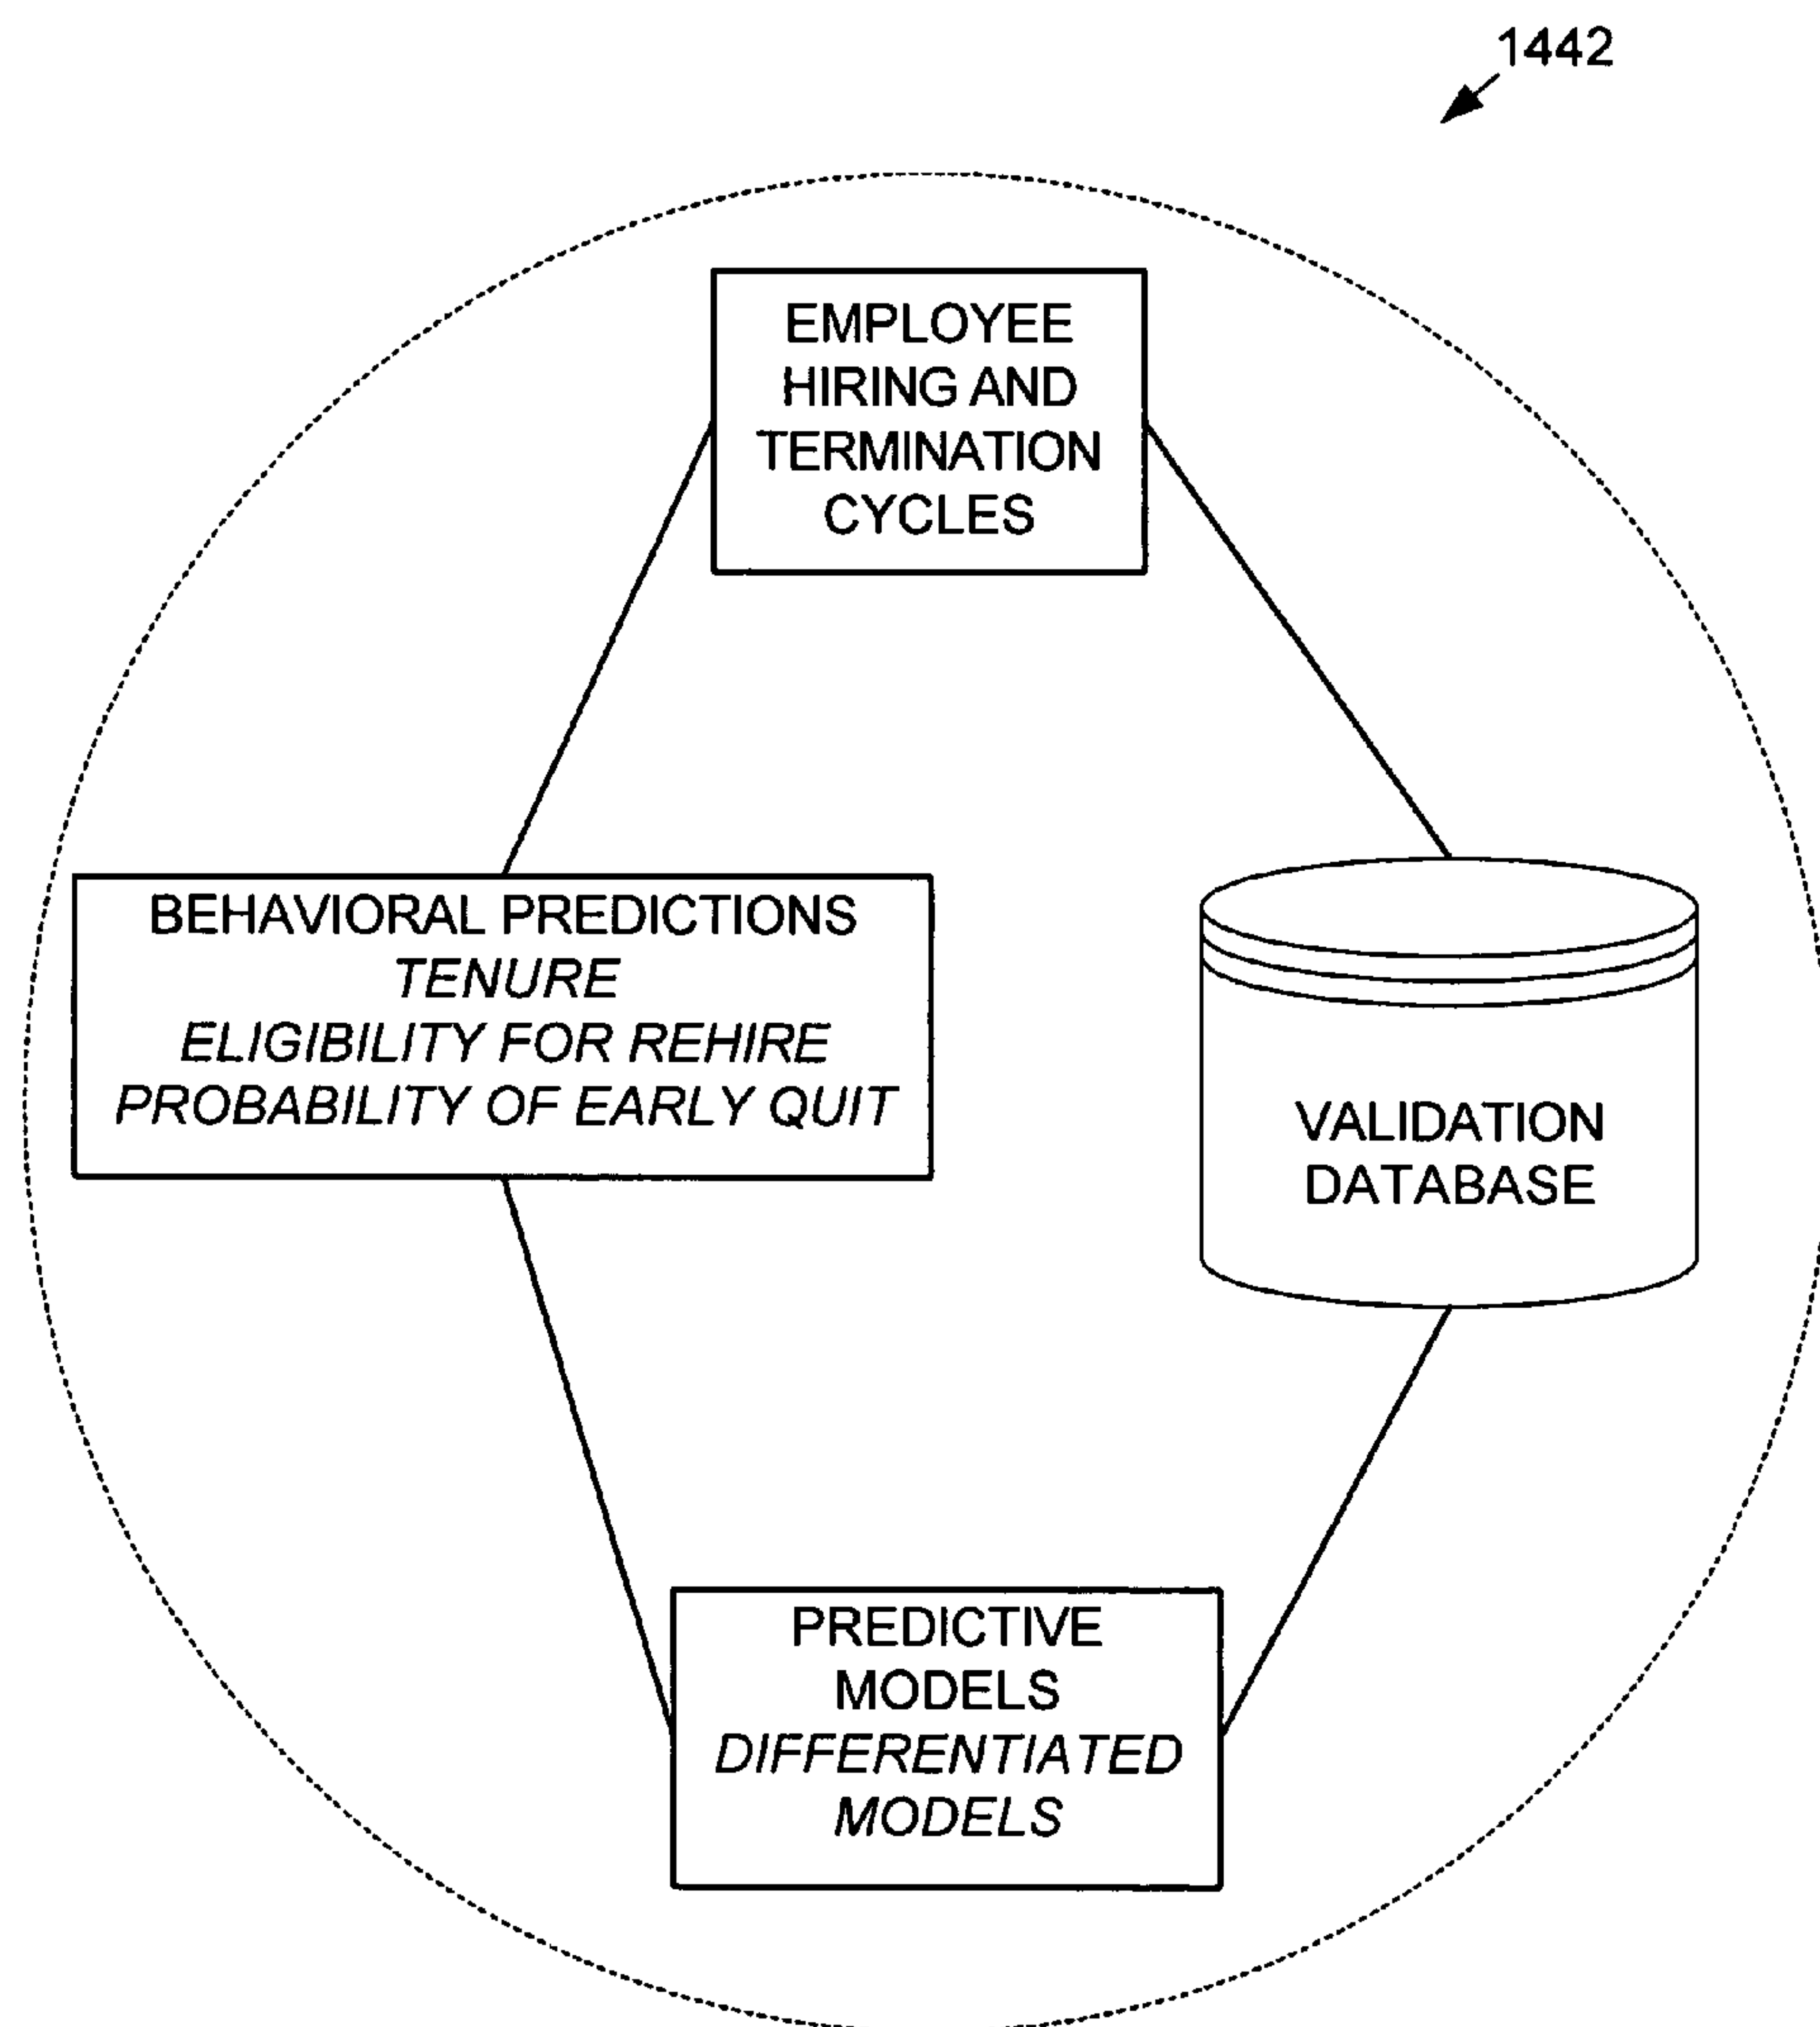 1442
EMPLOYEE
HIRING AND
TERMINATION
CYCLES
BEHAVIORAL PREDICTIONS
TENURE
ELIGIBILITY FOR REHIRE
PROBABILITY OF EARLY QUIT
VALIDATION
DATABASE
PREDICTIVE
MODELS
DIFFERENTIATED
MODELS